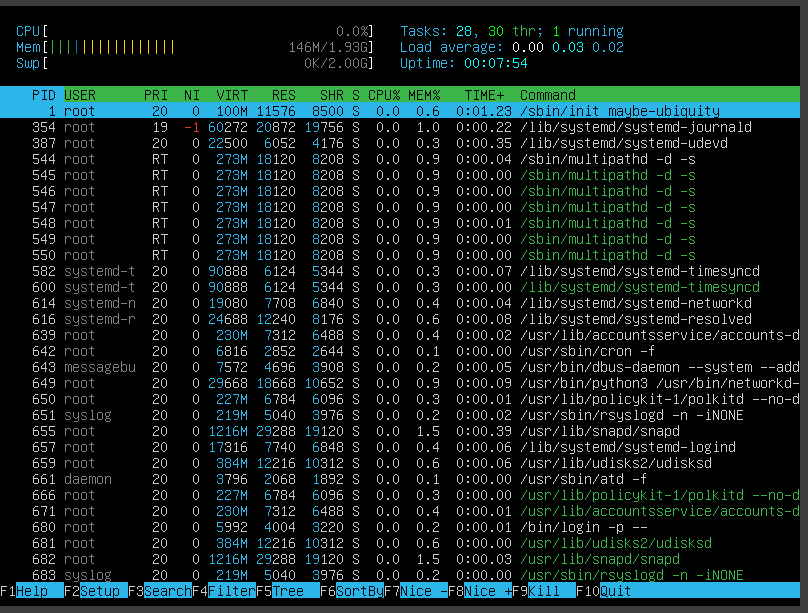 CPU[ 0.0%] Tasks: 28, 30 thr; 1 running
Mem[|||||||||||||||| 146M/1.93G] Load average: 0.00 0.03 0.02
Swp[ 0K/2.00G] Uptime: 00:07:54
PID USER PRI NI VIRT RES SHR S CPU% MEM% TIME+ Command
1 root 20 0 100M 11576 8500 S 0.0 0.6 0:01.23 /sbin/init maybe-ubiquity
354 root 19 -1 60272 20872 19756 S 0.0 1.0 0:00.22 /lib/systemd/systemd-journald
387 root 20 0 22500 6052 4176 S 0.0 0.3 0:00.35 /lib/systemd/systemd-udevd
544 root RT 0 273M 18120 8208 S 0.0 0.9 0:00.04 /sbin/multipathd -d -s
545 root RT 0 273M 18120 8208 S 0.0 0.9 0:00.00 /sbin/multipathd -d -s
546 root RT 0 273M 18120 8208 S 0.0 0.9 0:00.00 /sbin/multipathd -d -s
547 root RT 0 273M 18120 8208 S 0.0 0.9 0:00.00 /sbin/multipathd -d -s
548 root RT 0 273M 18120 8208 S 0.0 0.9 0:00.01 /sbin/multipathd -d -s
549 root RT 0 273M 18120 8208 S 0.0 0.9 0:00.00 /sbin/multipathd -d -s
550 root RT 0 273M 18120 8208 S 0.0 0.9 0:00.00 /sbin/multipathd -d -s
582 systemd-t 20 0 90888 6124 5344 S 0.0 0.3 0:00.07 /lib/systemd/systemd-timesyncd
600 systemd-t 20 0 90888 6124 5344 S 0.0 0.3 0:00.00 /lib/systemd/systemd-timesyncd
614 systemd-n 20 0 19080 7708 6840 S 0.0 0.4 0:00.04 /lib/systemd/systemd-networkd
616 systemd-r 20 0 24688 12240 8176 S 0.0 0.6 0:00.08 /lib/systemd/systemd-resolved
639 root 20 0 230M 7312 6488 S 0.0 0.4 0:00.02 /usr/lib/accountsservice/accounts-d
642 root 20 0 6816 2852 2644 S 0.0 0.1 0:00.00 /usr/sbin/cron -f
643 messagebu 20 0 7572 4696 3908 S 0.0 0.2 0:00.05 /usr/bin/dbus-daemon --system --add
649 root 20 0 29668 18668 10652 S 0.0 0.9 0:00.09 /usr/bin/python3 /usr/bin/networkd-
650 root 20 0 227M 6784 6096 S 0.0 0.3 0:00.01 /usr/lib/policykit-1/polkitd --no-d
651 syslog 20 0 219M 5040 3976 S 0.0 0.2 0:00.02 /usr/sbin/rsyslogd -n -iNONE
655 root 20 0 1216M 29288 19120 S 0.0 1.5 0:00.39 /usr/lib/snapd/snapd
657 root 20 0 17316 7740 6848 S 0.0 0.4 0:00.06 /lib/systemd/systemd-logind
659 root 20 0 384M 12216 10312 S 0.0 0.6 0:00.06 /usr/lib/udisks2/udisksd
661 daemon 20 0 3796 2068 1892 S 0.0 0.1 0:00.00 /usr/sbin/atd -f
666 root 20 0 227M 6784 6096 S 0.0 0.3 0:00.00 /usr/lib/policykit-1/polkitd --no-d
671 root 20 0 230M 7312 6488 S 0.0 0.4 0:00.01 /usr/lib/accountsservice/accounts-d
680 root 20 0 5992 4004 3220 S 0.0 0.2 0:00.01 /bin/login -p --
681 root 20 0 384M 12216 10312 S 0.0 0.6 0:00.00 /usr/lib/udisks2/udisksd
682 root 20 0 1216M 29288 19120 S 0.0 1.5 0:00.03 /usr/lib/snapd/snapd
683 syslog 20 0 219M 5040 3976 S 0.0 0.2 0:00.00 /usr/sbin/rsyslogd -n -iNONE
F1Help F2Setup F3SearchF4FilterF5Tree F6SortByF7Nice -F8Nice +F9Kill F10Quit